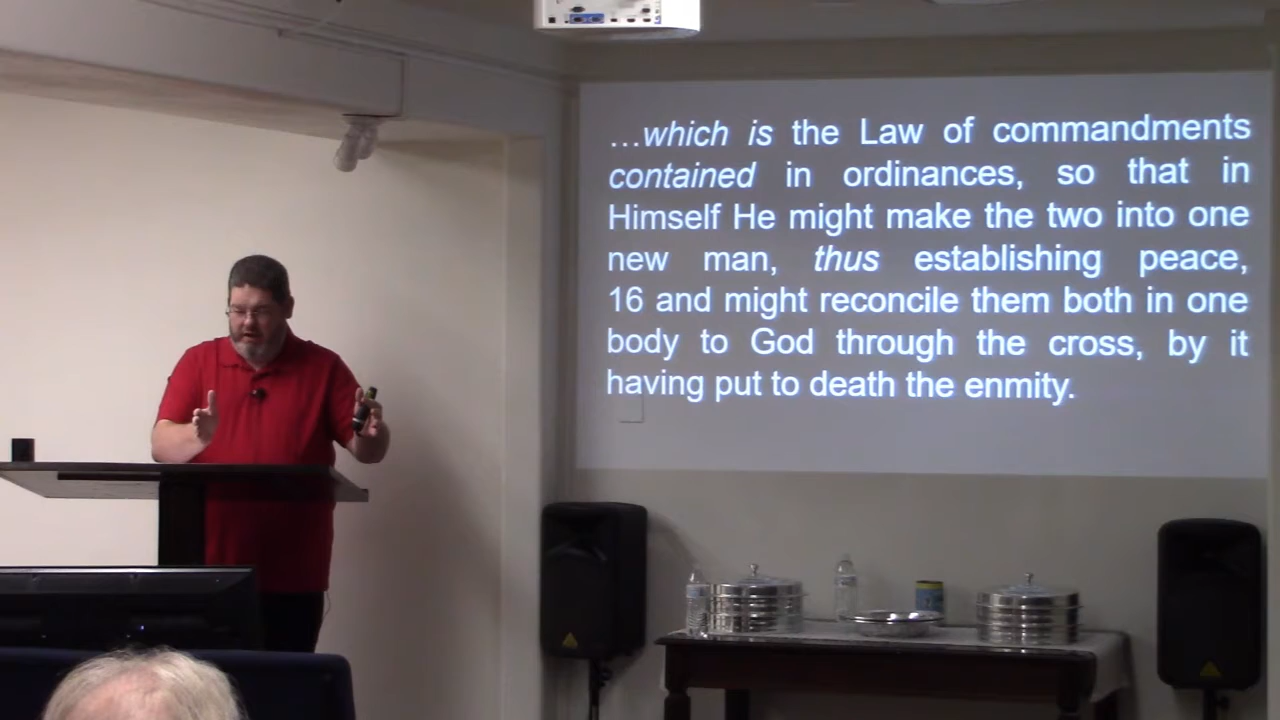 …which is the Law of commandments
contained in ordinances, so that in
Himself He might make the two into one
new man, thus establishing peace,
16 and might reconcile them both in one
body to God through the cross, by it
having put to death the enmity.